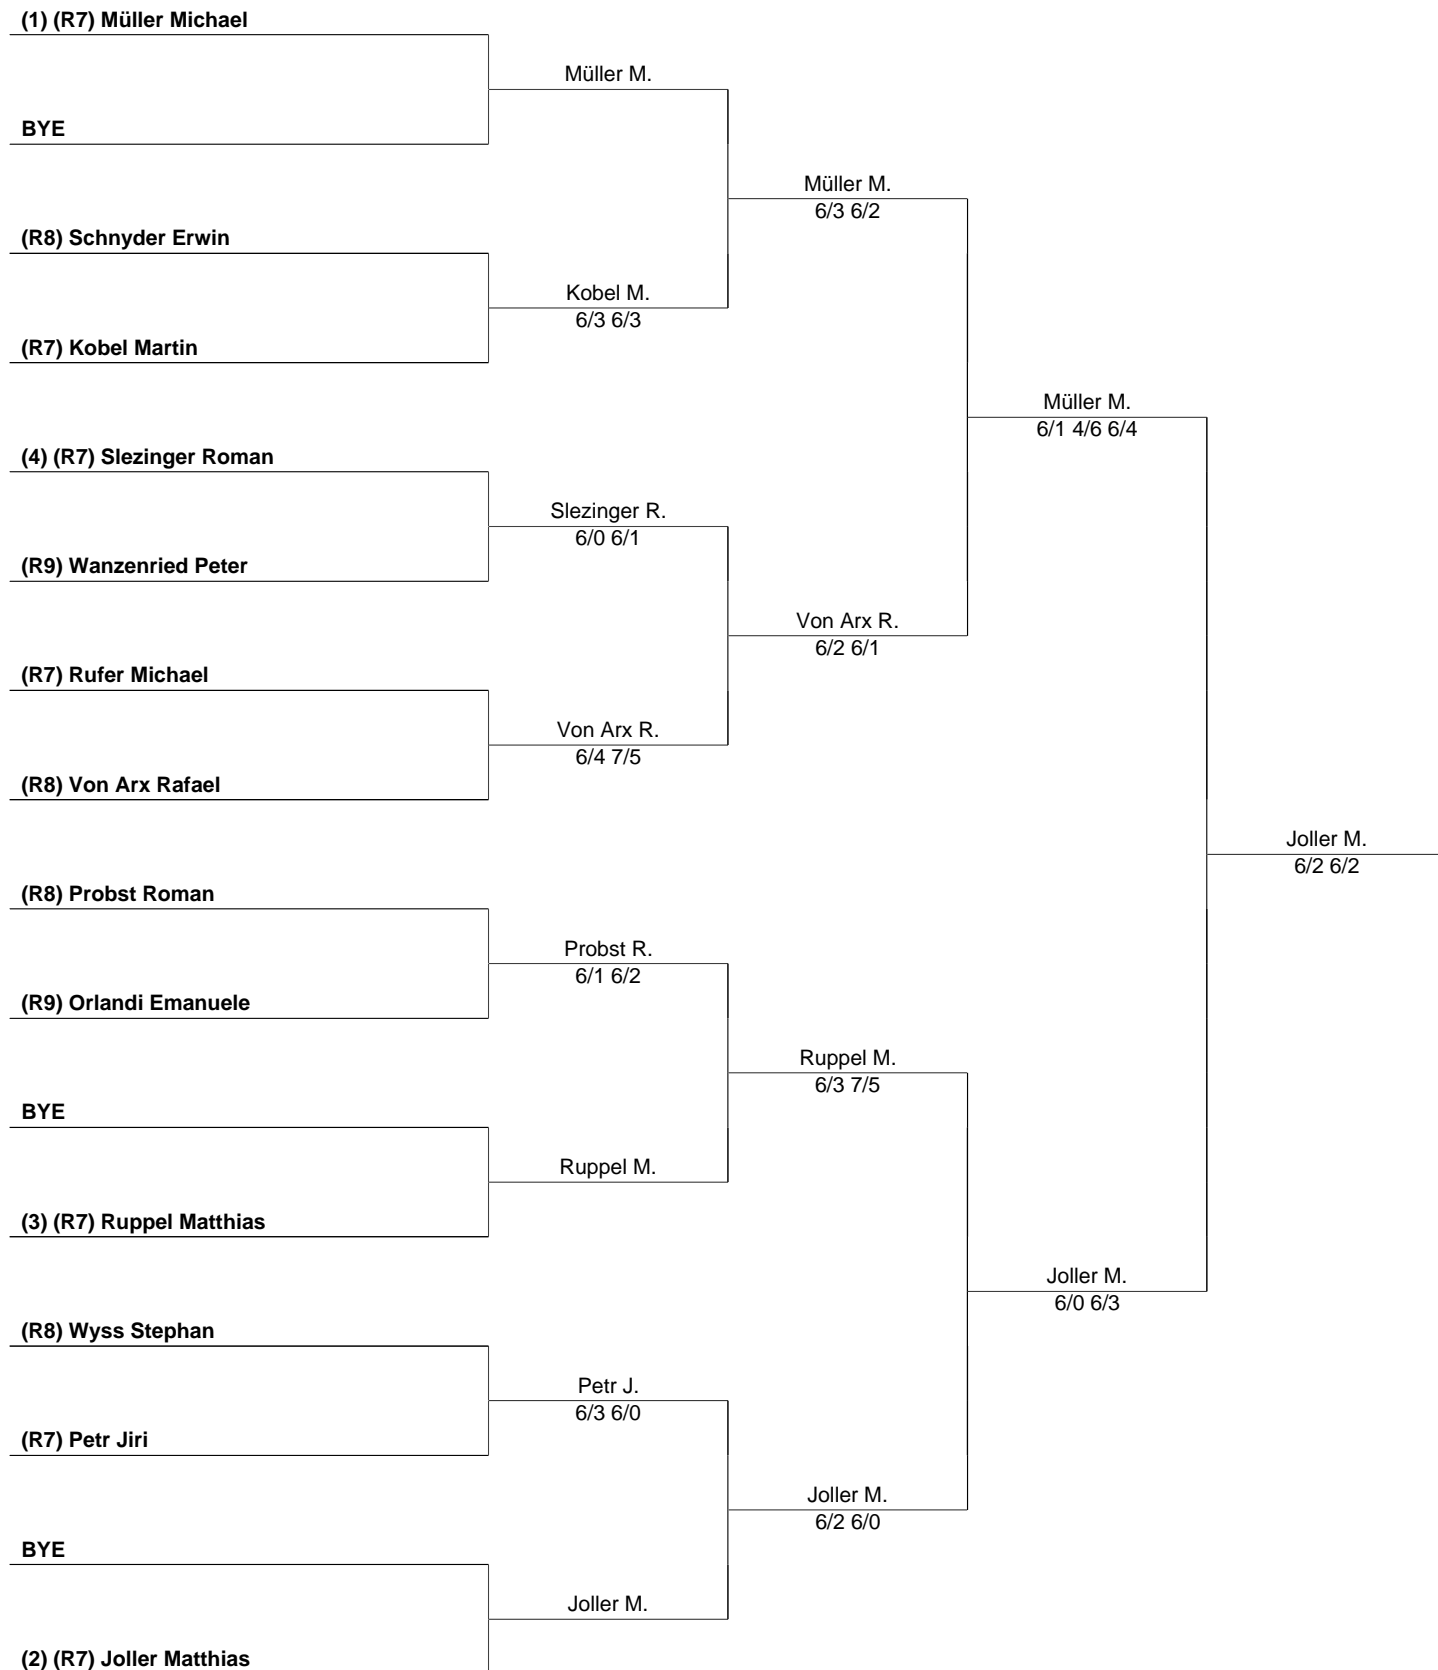 (1) (R7) Müller Michael
Müller M.
BYE
Müller M.
6/3 6/2
(R8) Schnyder Erwin
Kobel M.
6/3 6/3
(R7) Kobel Martin
Müller M.
6/1 4/6 6/4
(4) (R7) Slezinger Roman
Slezinger R.
6/0 6/1
(R9) Wanzenried Peter
Von Arx R.
6/2 6/1
(R7) Rufer Michael
Von Arx R.
6/4 7/5
(R8) Von Arx Rafael
Joller M.
6/2 6/2
(R8) Probst Roman
Probst R.
6/1 6/2
(R9) Orlandi Emanuele
Ruppel M.
6/3 7/5
BYE
Ruppel M.
(3) (R7) Ruppel Matthias
Joller M.
6/0 6/3
(R8) Wyss Stephan
Petr J.
6/3 6/0
(R7) Petr Jiri
Joller M.
6/2 6/0
BYE
Joller M.
(2) (R7) Joller Matthias